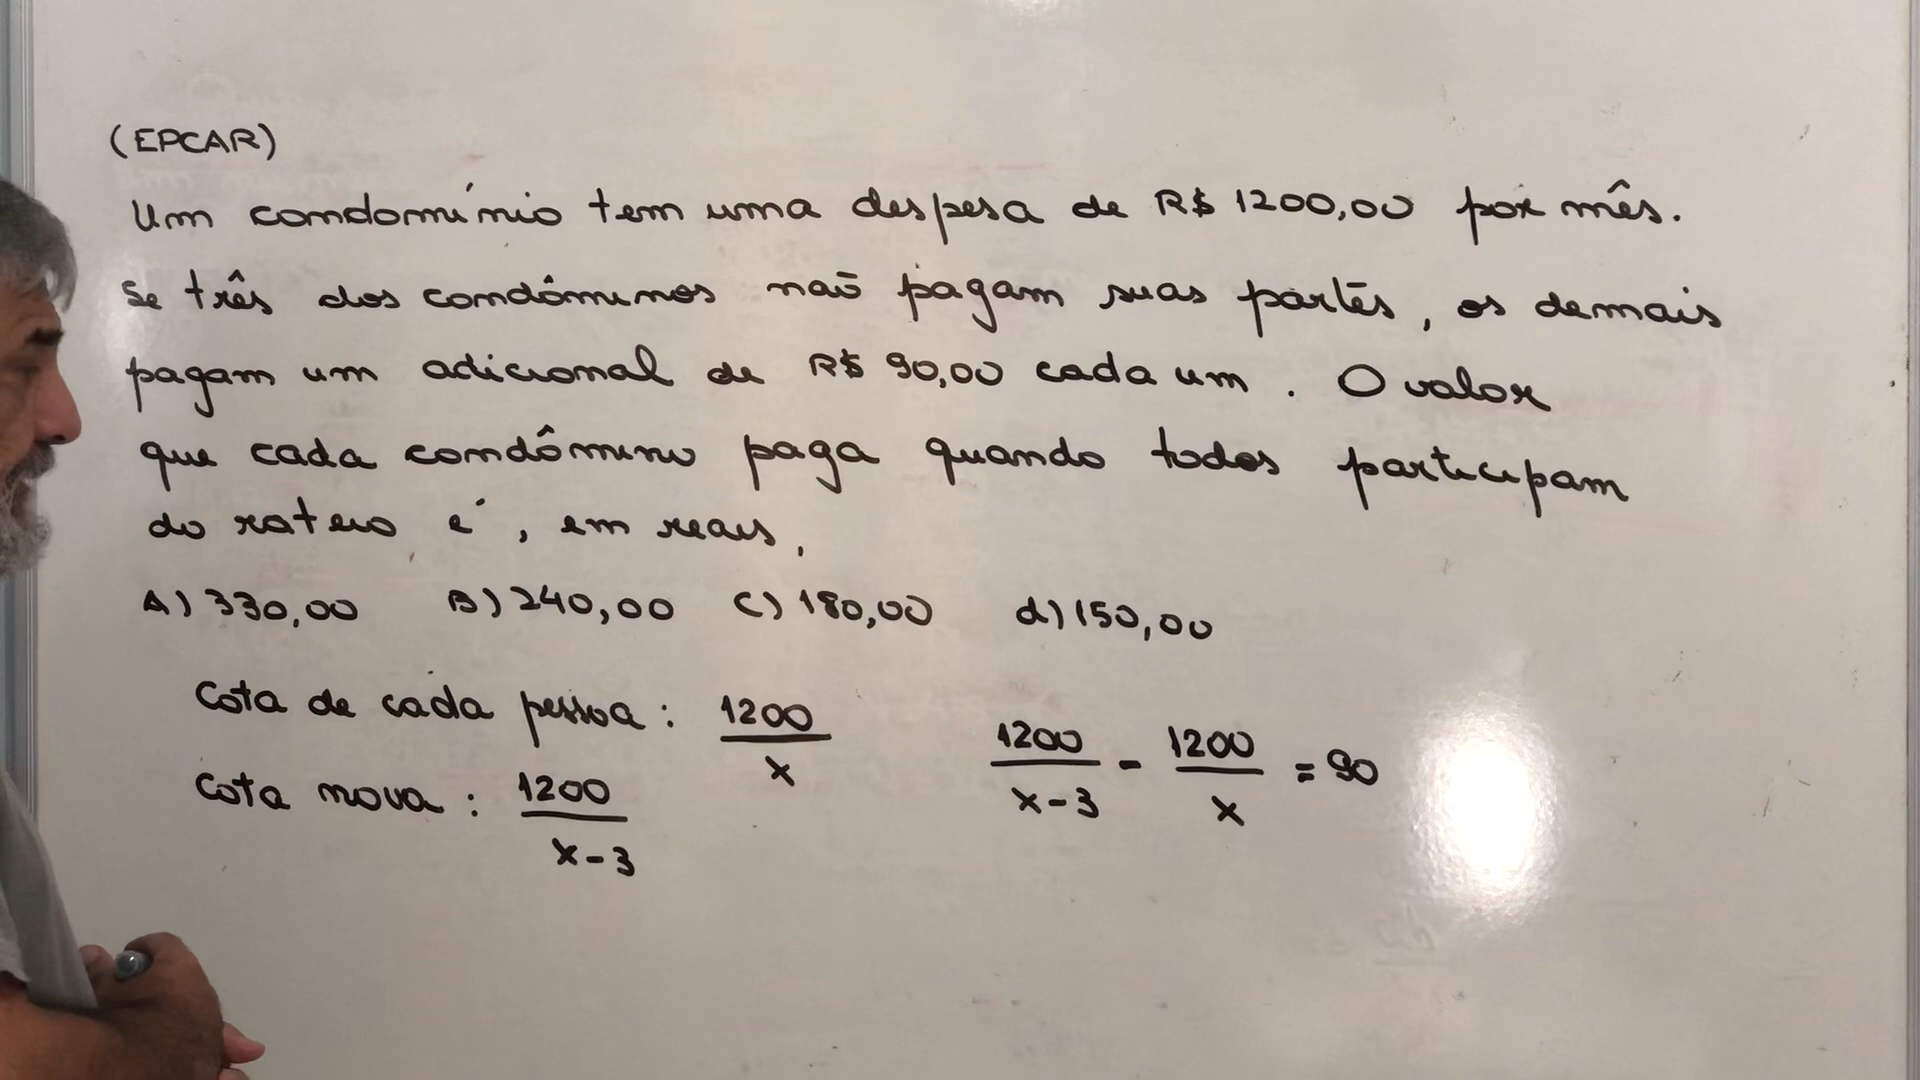 (EPCAR)
Um condomínio tem uma despesa de R$ 1200,00 por mês.
Se três dos condôminos não pagam suas partes, os demais
pagam um adicional de R$ 90,00 cada um. O valor
que cada condômino paga quando todos participam
do rateio é, em reais,
A) 330,00 B) 240,00 C) 180,00 d) 150,00
Cota de cada pessoa: 1200/x
Cota nova: 1200/(x-3)
1200/(x-3) - 1200/x = 90